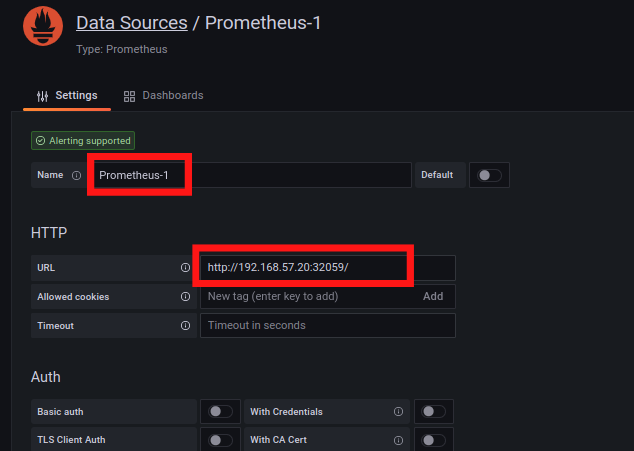 Data Sources / Prometheus-1
Type: Prometheus
Settings Dashboards
Alerting supported
Name Prometheus-1 Default
HTTP
URL http://192.168.57.20:32059/
Allowed cookies New tag (enter key to add) Add
Timeout Timeout in seconds
Auth
Basic auth With Credentials
TLS Client Auth With CA Cert